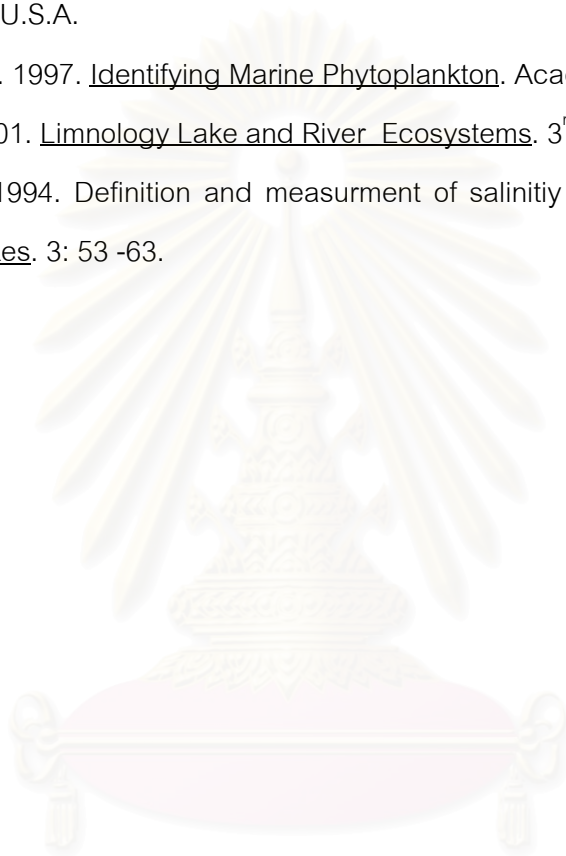 U.S.A.
. 1997. Identifying Marine Phytoplankton.
01. Limnology Lake and River Ecosystems. 3
1994. Definition and measurment of salinitiy
es. 3: 53 -63.